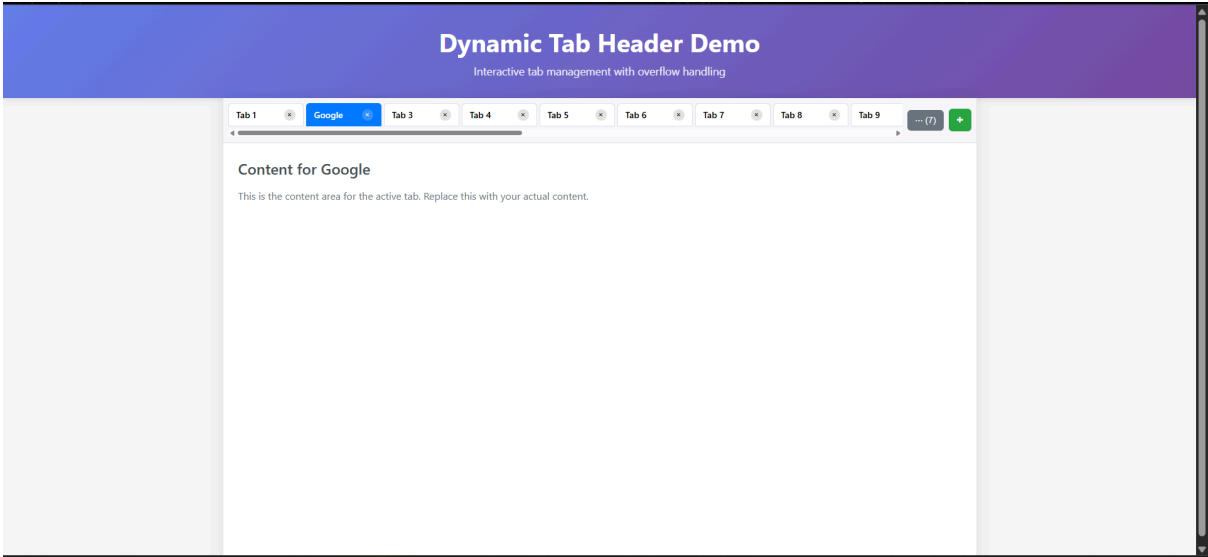 Dynamic Tab Header Demo
Interactive tab management with overflow handling
Tab 1 × Google × Tab 3 × Tab 4 × Tab 5 × Tab 6 × Tab 7 × Tab 8 × Tab 9 ··· (7) +
Content for Google
This is the content area for the active tab. Replace this with your actual content.